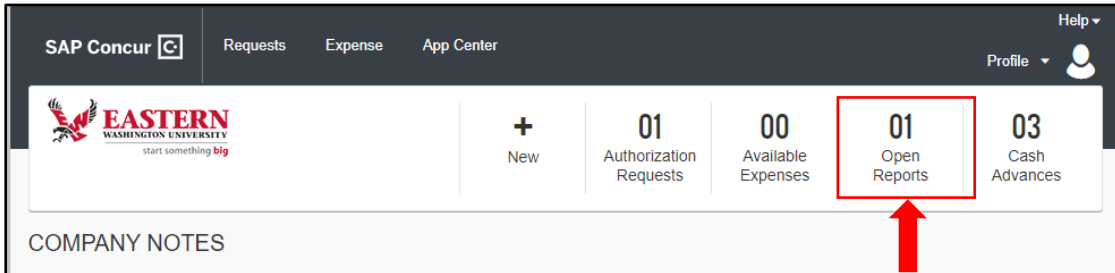 Help
SAP Concur C.
Requests
Expense
App Center
Profile
EASTERN
WASHINGTON UNIVERSITY
start something big
+
New
01
Authorization
Requests
00
Available
Expenses
01
Open
Reports
03
Cash
Advances
COMPANY NOTES